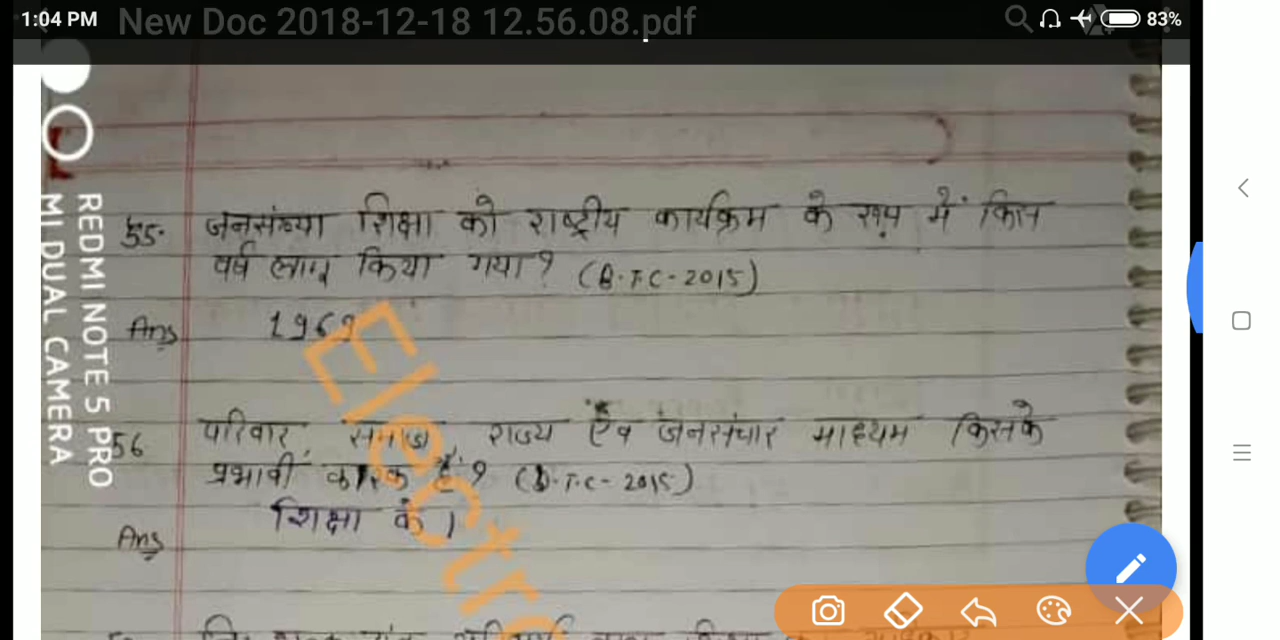 1:04 PM
New Doc 2018-12-18 12.56.08.pdf
83%
REDMI NOTE 5 PRO
MI DUAL CAMERA
55. जनसंख्या शिक्षा को राष्ट्रीय कार्यक्रम के रूप में किस
वर्ष लागू किया गया? (B.T.C-2015)
Ans 1969
56 परिवार, समाज, राज्य एंव जनसंचार माध्यम किसके
प्रभावी कारक हैं? (B.T.C-2015)
Ans शिक्षा के।
Electro